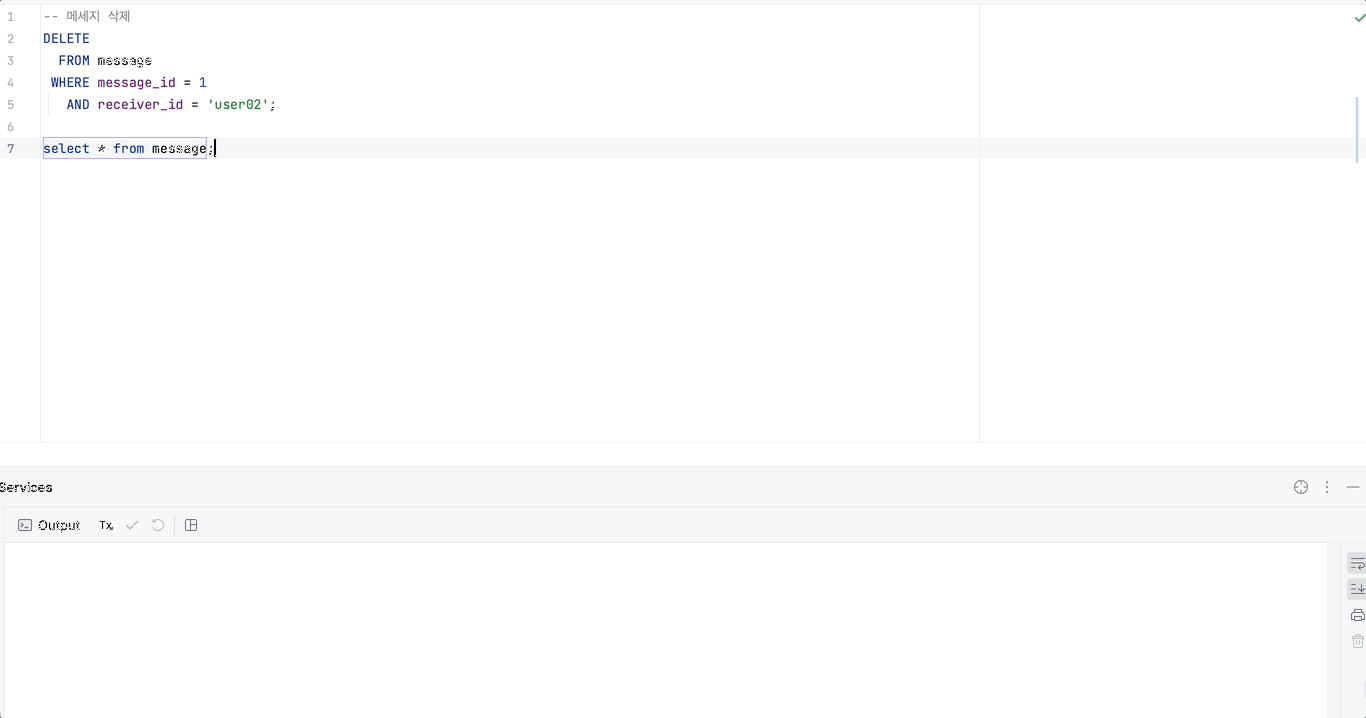 1 -- 메세지 삭제
2 DELETE
3 FROM message
4 WHERE message_id = 1
5 AND receiver_id = 'user02';
6
7 select * from message;
Services
Output Tx